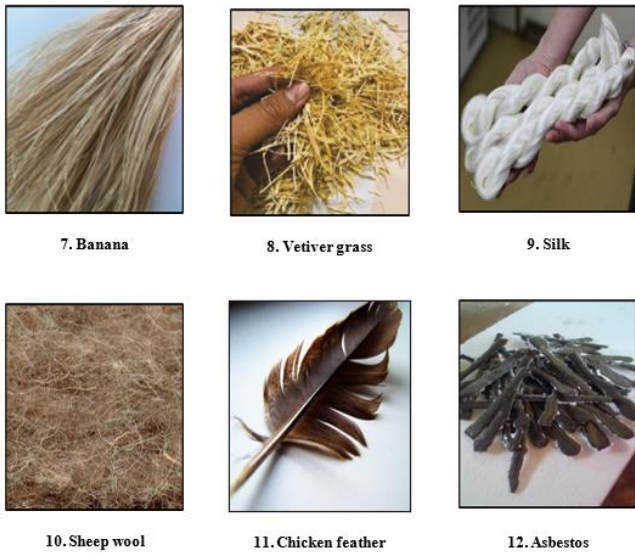 7. Banana
8. Vetiver grass
9. Silk
10. Sheep wool
11. Chicken feather
12. Asbestos